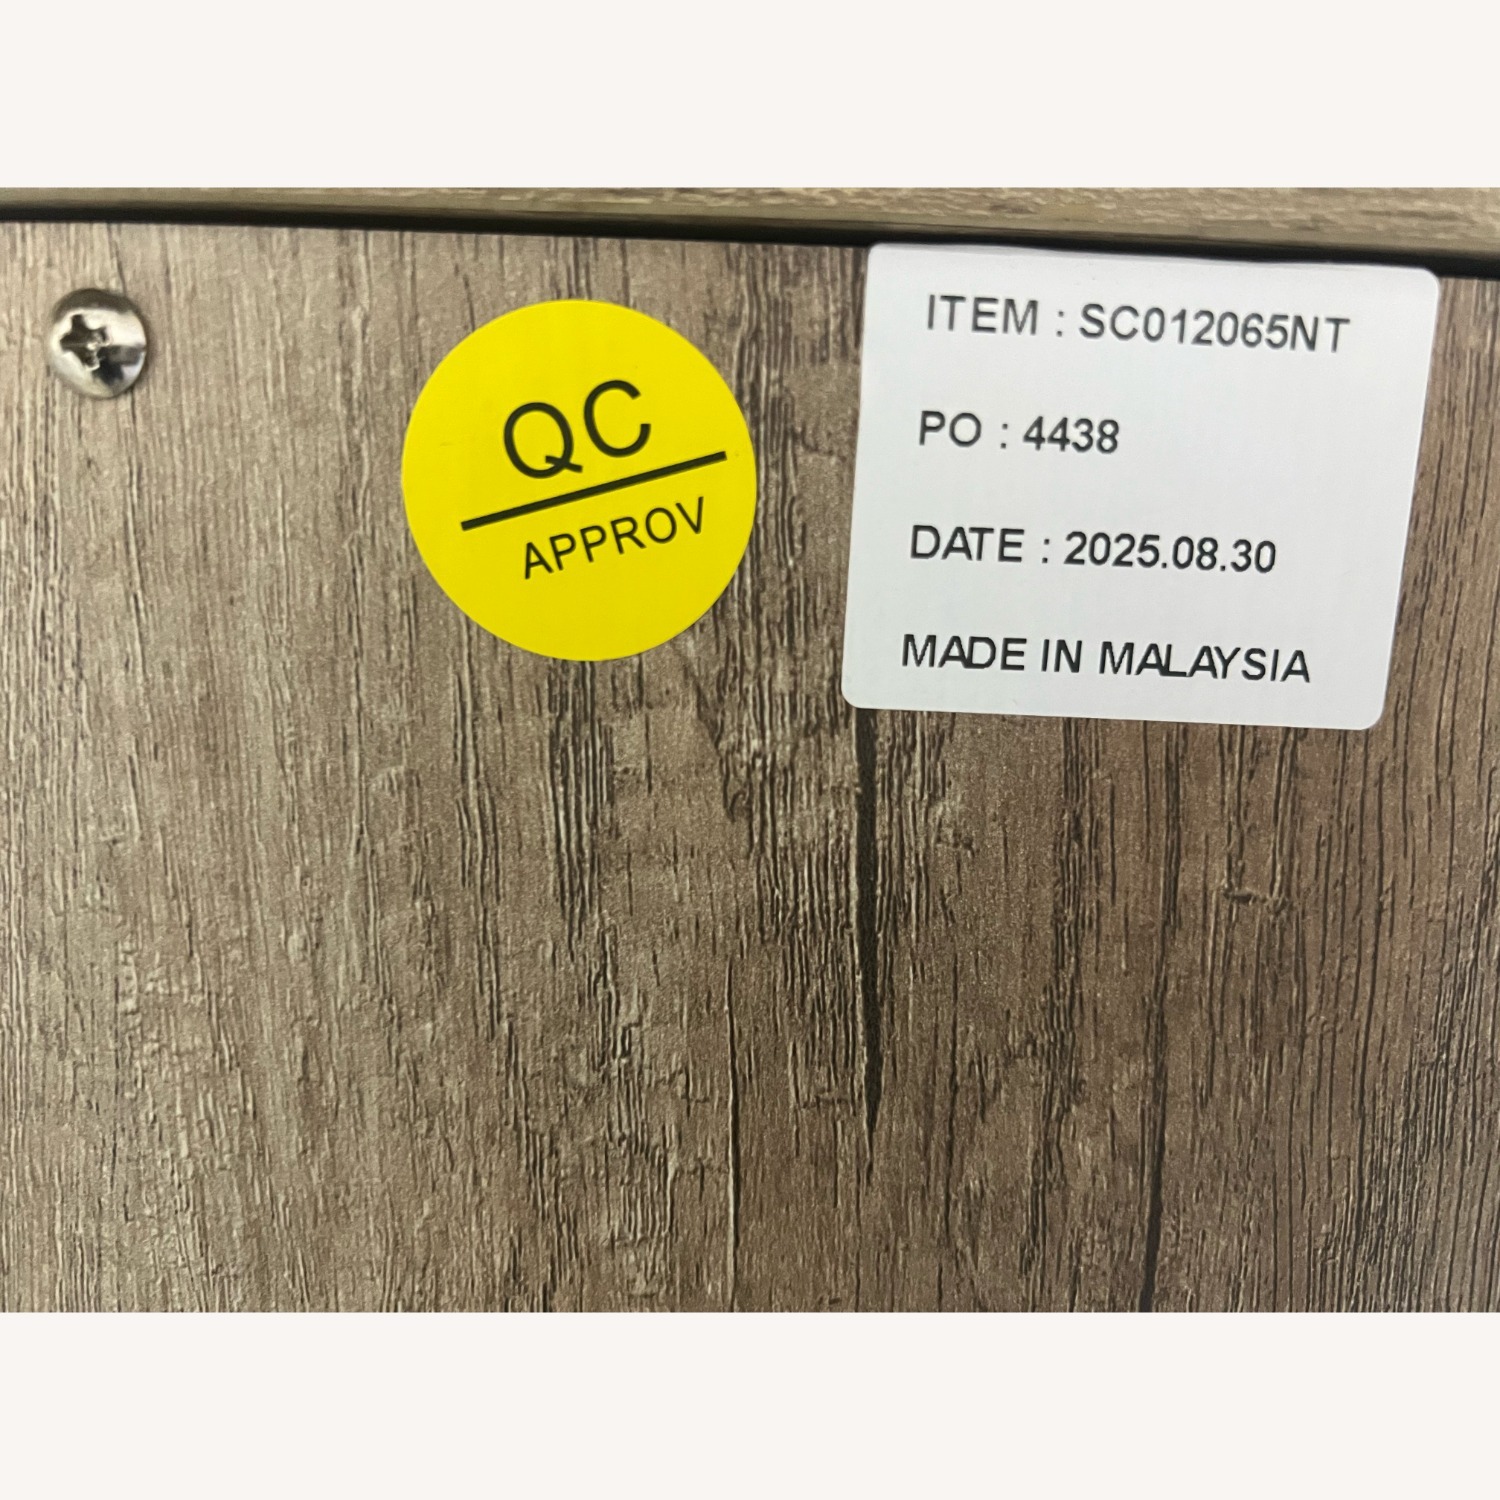 QC
APPROV
ITEM : SC012065NT
PO : 4438
DATE : 2025.08.30
MADE IN MALAYSIA